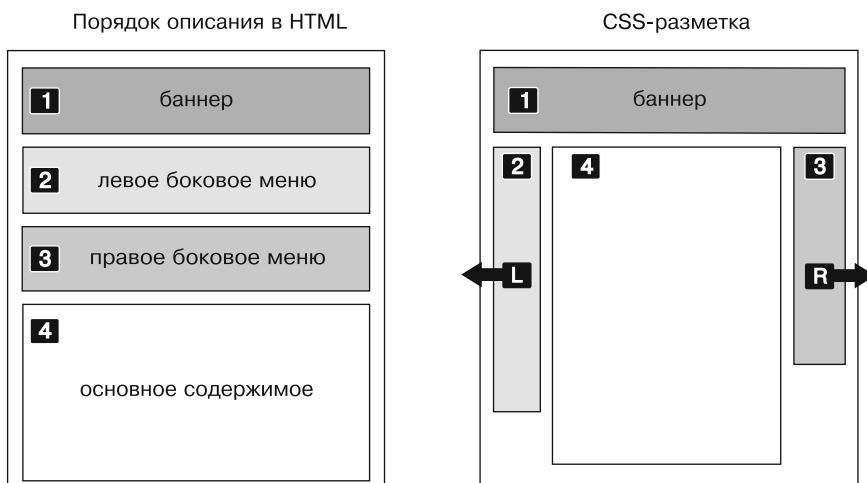 Порядок описания в HTML
1 баннер
2 левое боковое меню
3 правое боковое меню
4
основное содержимое
CSS-разметка
1 баннер
2 4 3
L R